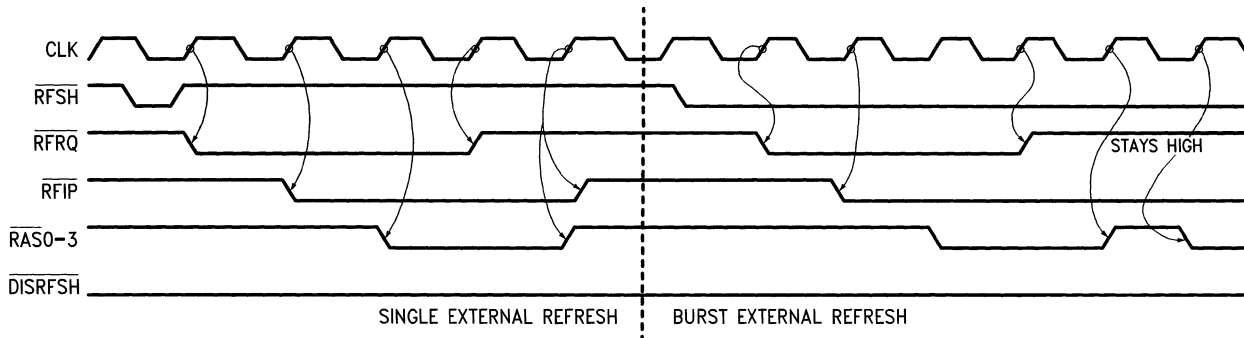 CLK
RFSH
RFRQ
STAYS HIGH
RFIP
RAS0-3
DISRFSH
SINGLE EXTERNAL REFRESH
BURST EXTERNAL REFRESH